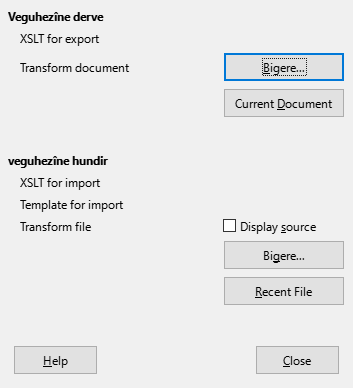 Veguhezîne derve
XSLT for export
Transform document
Bigere...
Current Document
veguhezîne hundir
XSLT for import
Template for import
Transform file
Display source
Bigere...
Recent File
Help
Close